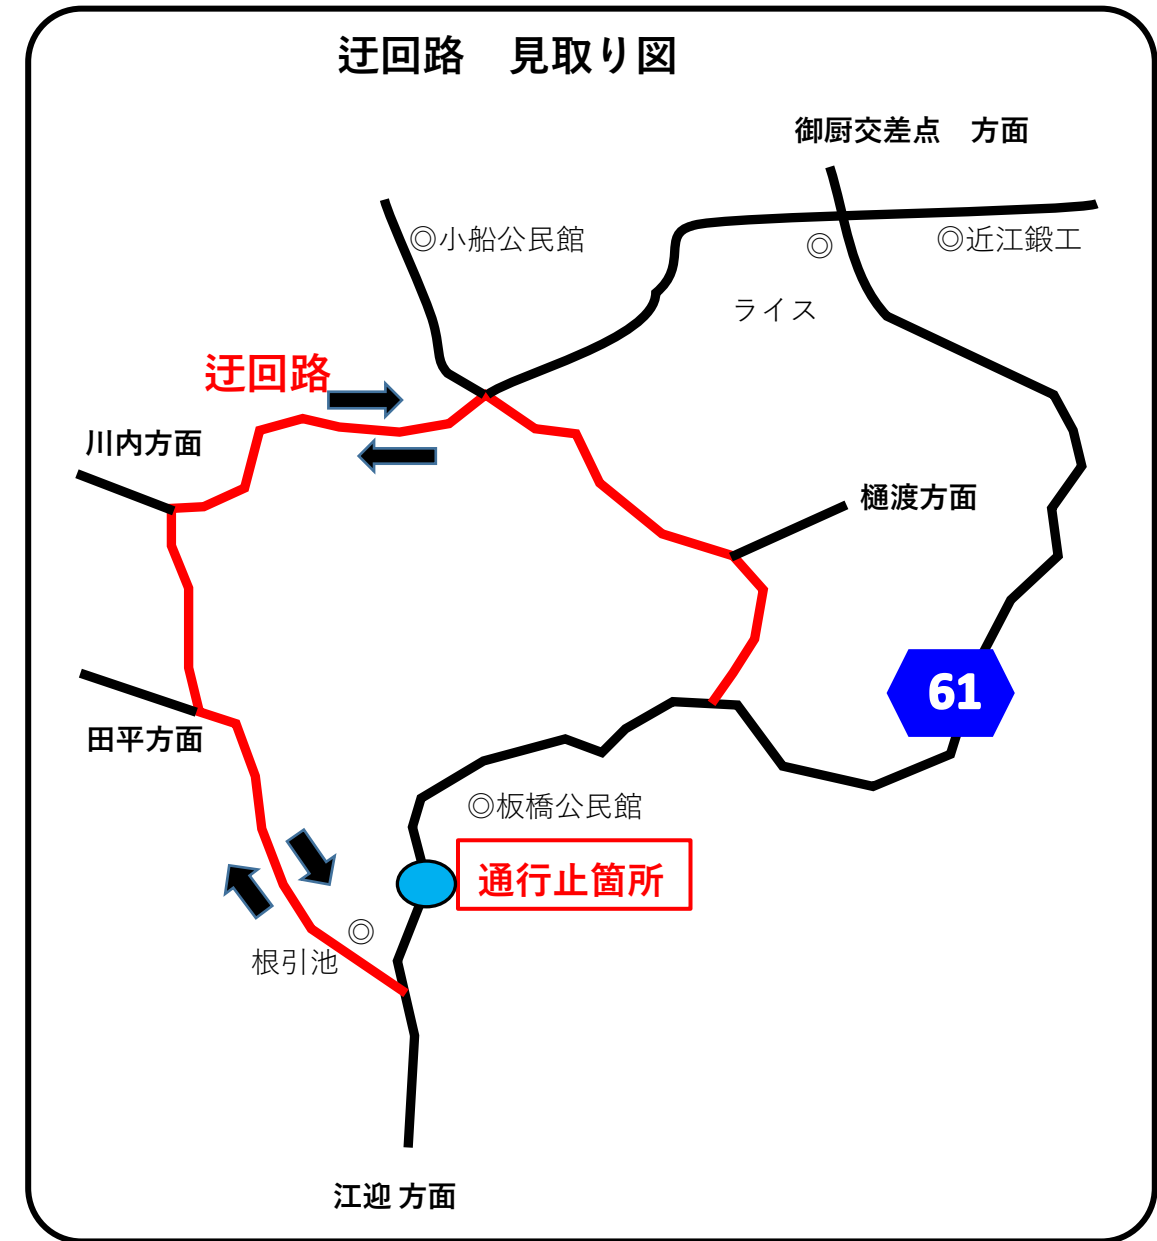 迂回路　見取り図
御厨交差点　方面
◎小船公民館
◎
◎近江鍛工
ライス
迂回路
川内方面
樋渡方面
61
田平方面
◎板橋公民館
通行止箇所
◎
根引池
江迎 方面